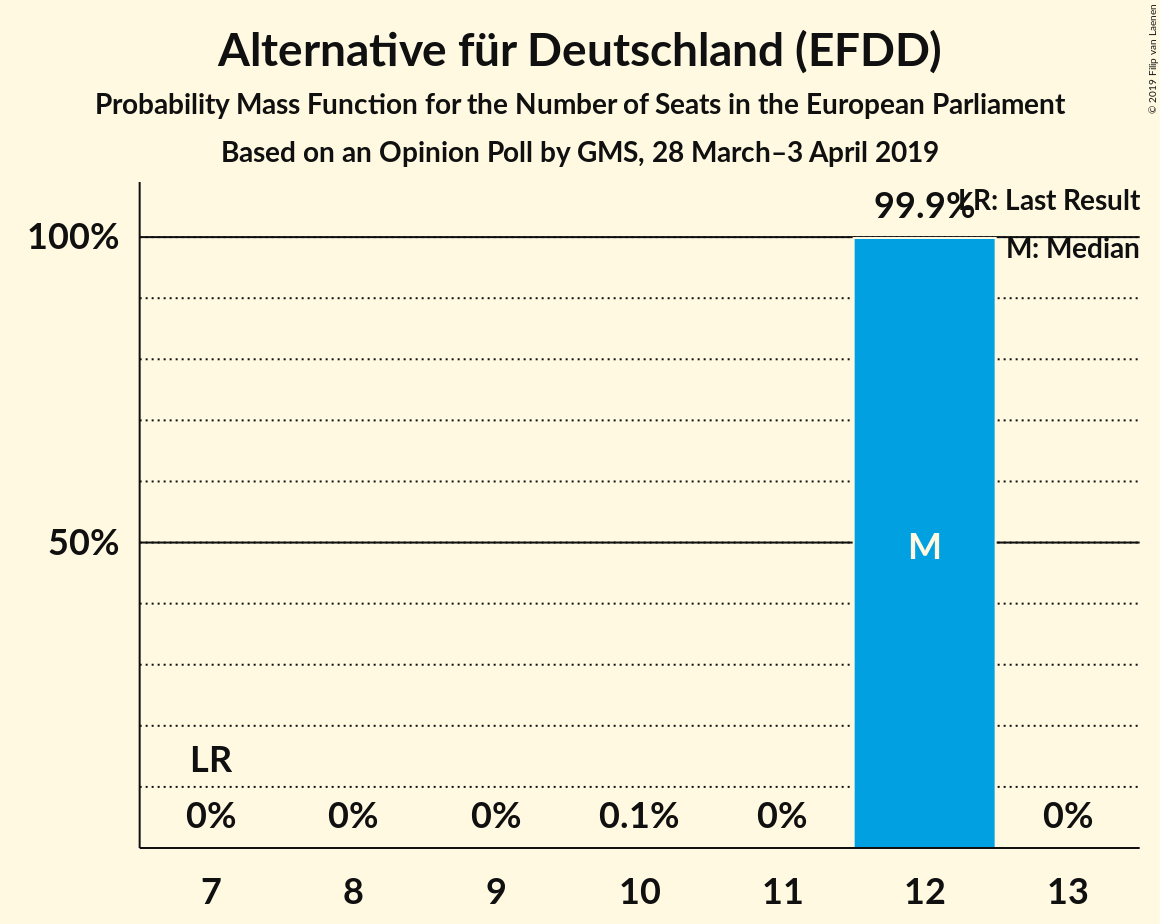 Alternative für Deutschland (EFDD)
Probability Mass Function for the Number of Seats in the European Parliament
Based on an Opinion Poll by GMS, 28 March–3 April 2019
© 2019 Filip van Laenen
99.9%
LR: Last Result
100%
M: Median
50%
M
LR
0% 0% 0% 0.1% 0% 0%
7 8 9 10 11 12 13